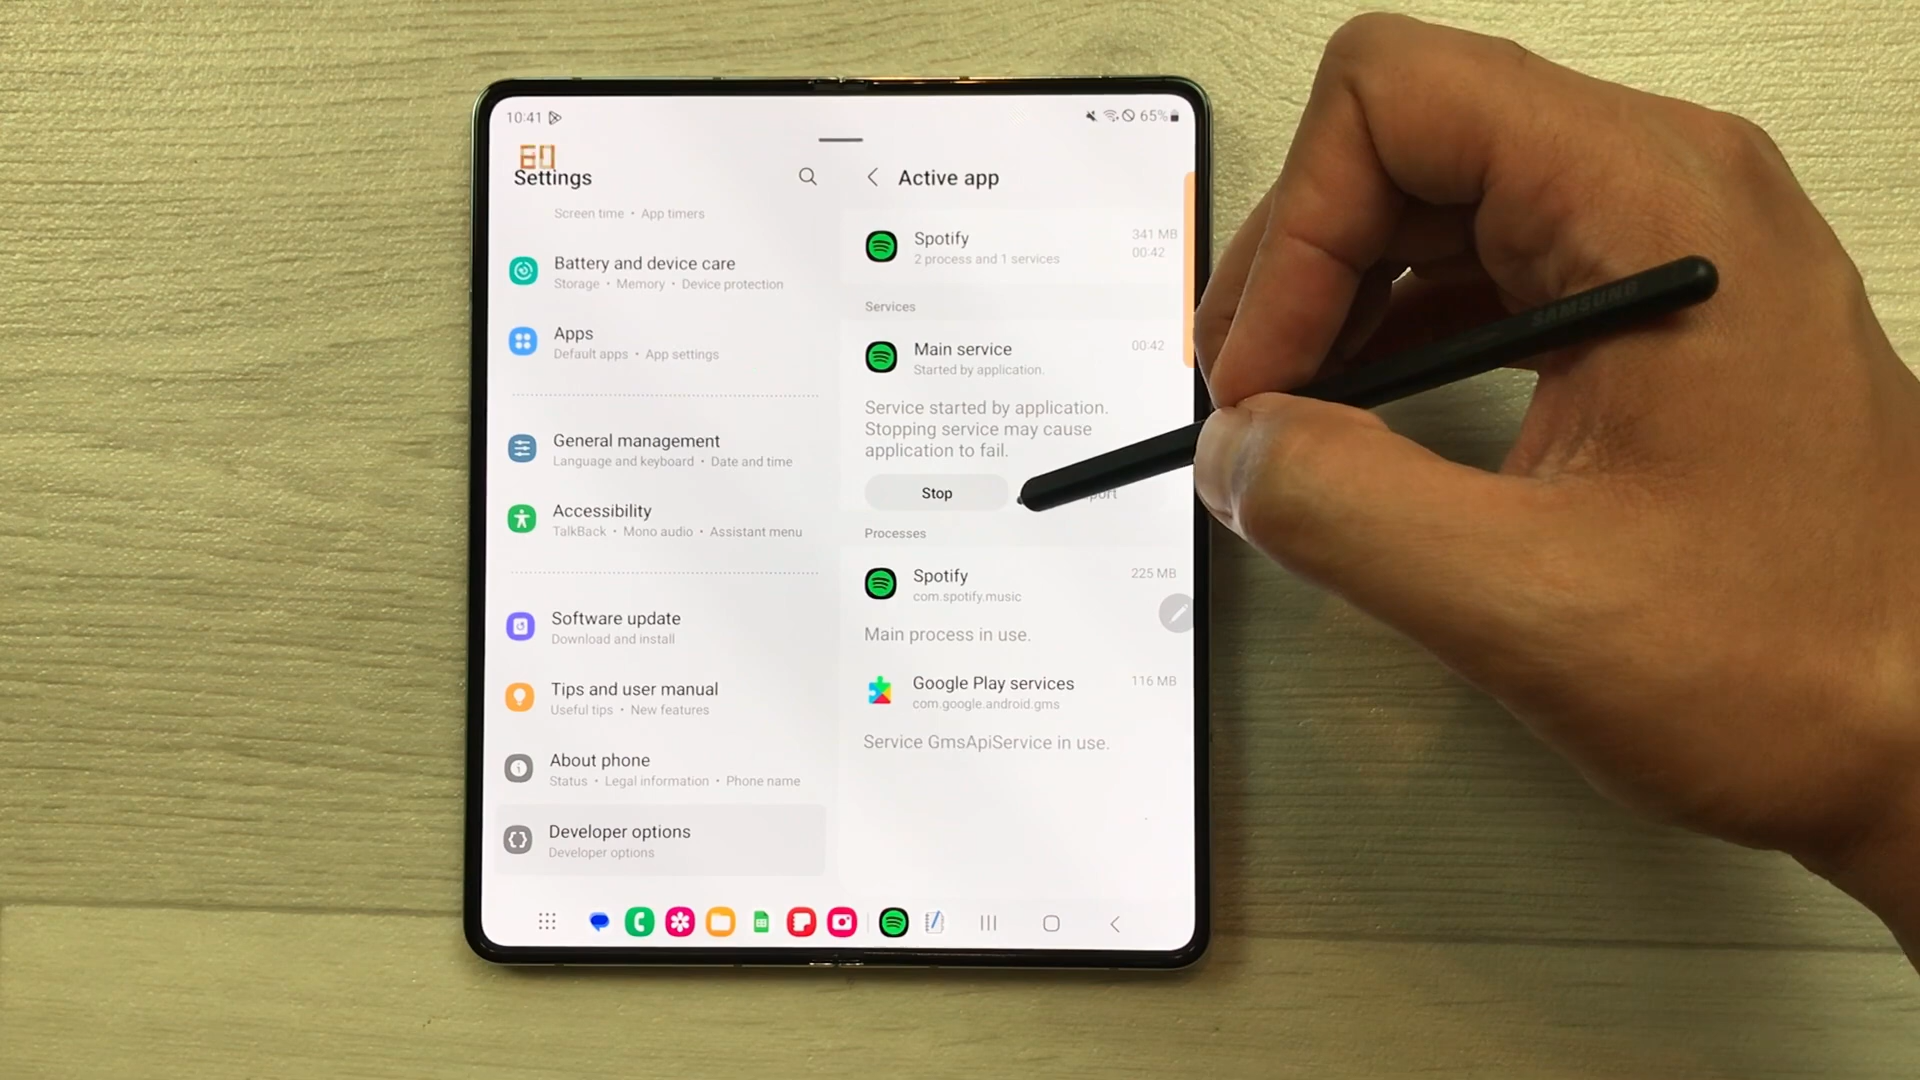 10:41
65%
60
Settings
Screen time • App timers
Battery and device care
Storage • Memory • Device protection
Apps
Default apps • App settings
General management
Language and keyboard • Date and time
Accessibility
TalkBack • Mono audio • Assistant menu
Software update
Download and install
Tips and user manual
Useful tips • New features
About phone
Status • Legal information • Phone name
Developer options
Developer options
Active app
Spotify
341 MB
2 process and 1 services
00:42
Services
Main service
00:42
Started by application.
Service started by application.
Stopping service may cause
application to fail.
Stop
Processes
Spotify
225 MB
com.spotify.music
Main process in use.
Google Play services
116 MB
com.google.android.gms
Service GmsApiService in use.
SAMSUNG